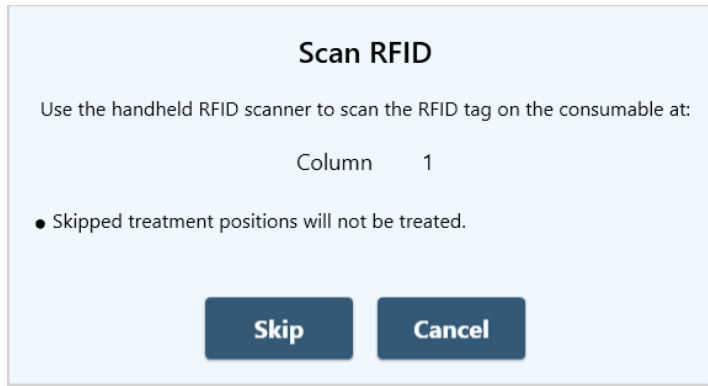 Scan RFID
Use the handheld RFID scanner to scan the RFID tag on the consumable at:
Column 1
● Skipped treatment positions will not be treated.
Skip Cancel